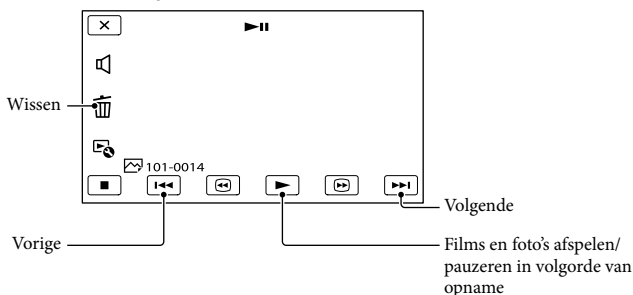 Wissen
101-0014
Volgende
Vorige
Films en foto's afspelen/
pauzeren in volgorde van
opname